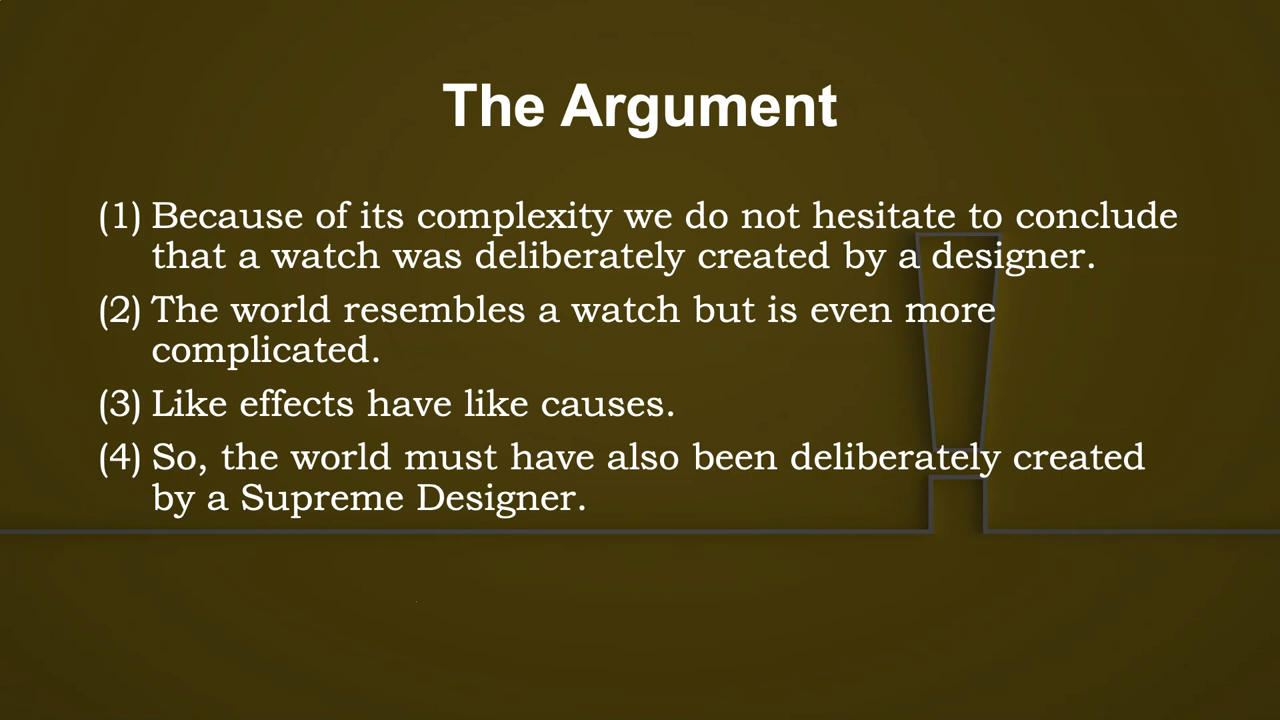 The Argument
(1) Because of its complexity we do not hesitate to conclude
that a watch was deliberately created by a designer.
(2) The world resembles a watch but is even more
complicated.
(3) Like effects have like causes.
(4) So, the world must have also been deliberately created
by a Supreme Designer.